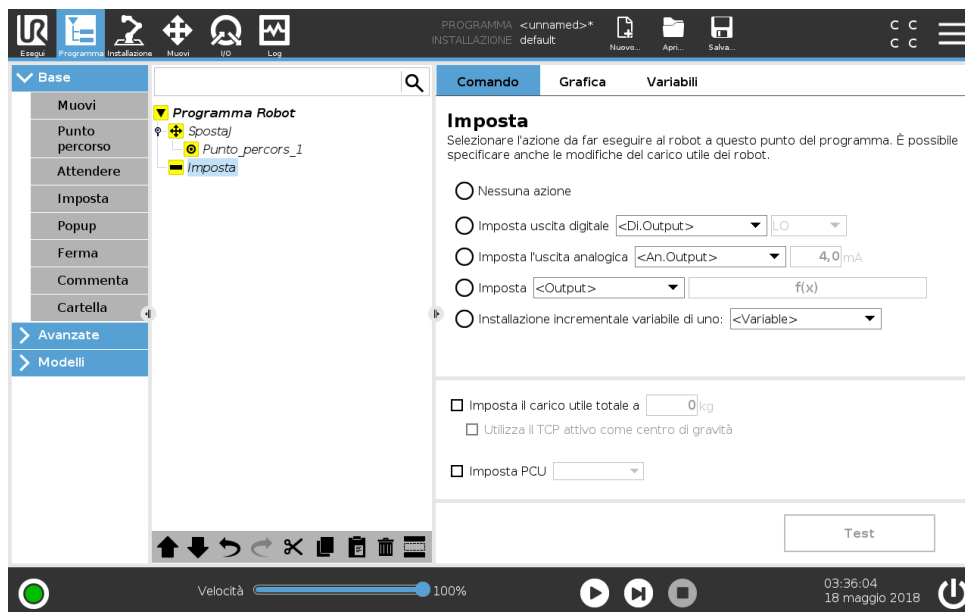 PROGRAMMA <unnamed>*
INSTALLAZIONE default
Esegui Programma Installazione Muovi I/O Log
Nuovo... Apri... Salva...
C C
C C
Base
Muovi
Punto
percorso
Attendere
Imposta
Popup
Ferma
Commenta
Cartella
Avanzate
Modelli
Programma Robot
SpostaJ
Punto_percors_1
Imposta
Comando Grafica Variabili
Imposta
Selezionare l'azione da far eseguire al robot a questo punto del programma. È possibile
specificare anche le modifiche del carico utile dei robot.
Nessuna azione
Imposta uscita digitale <Di.Output> LO
Imposta l'uscita analogica <An.Output> 4,0 mA
Imposta <Output> f(x)
Installazione incrementale variabile di uno: <Variable>
Imposta il carico utile totale a 0 kg
Utilizza il TCP attivo come centro di gravità
Imposta PCU
Test
Velocità 100%
03:36:04
18 maggio 2018